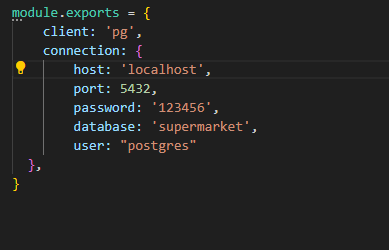 module.exports = {
    client: 'pg',
    connection: {
        host: 'localhost',
        port: 5432,
        password: '123456',
        database: 'supermarket',
        user: "postgres"
  },
}